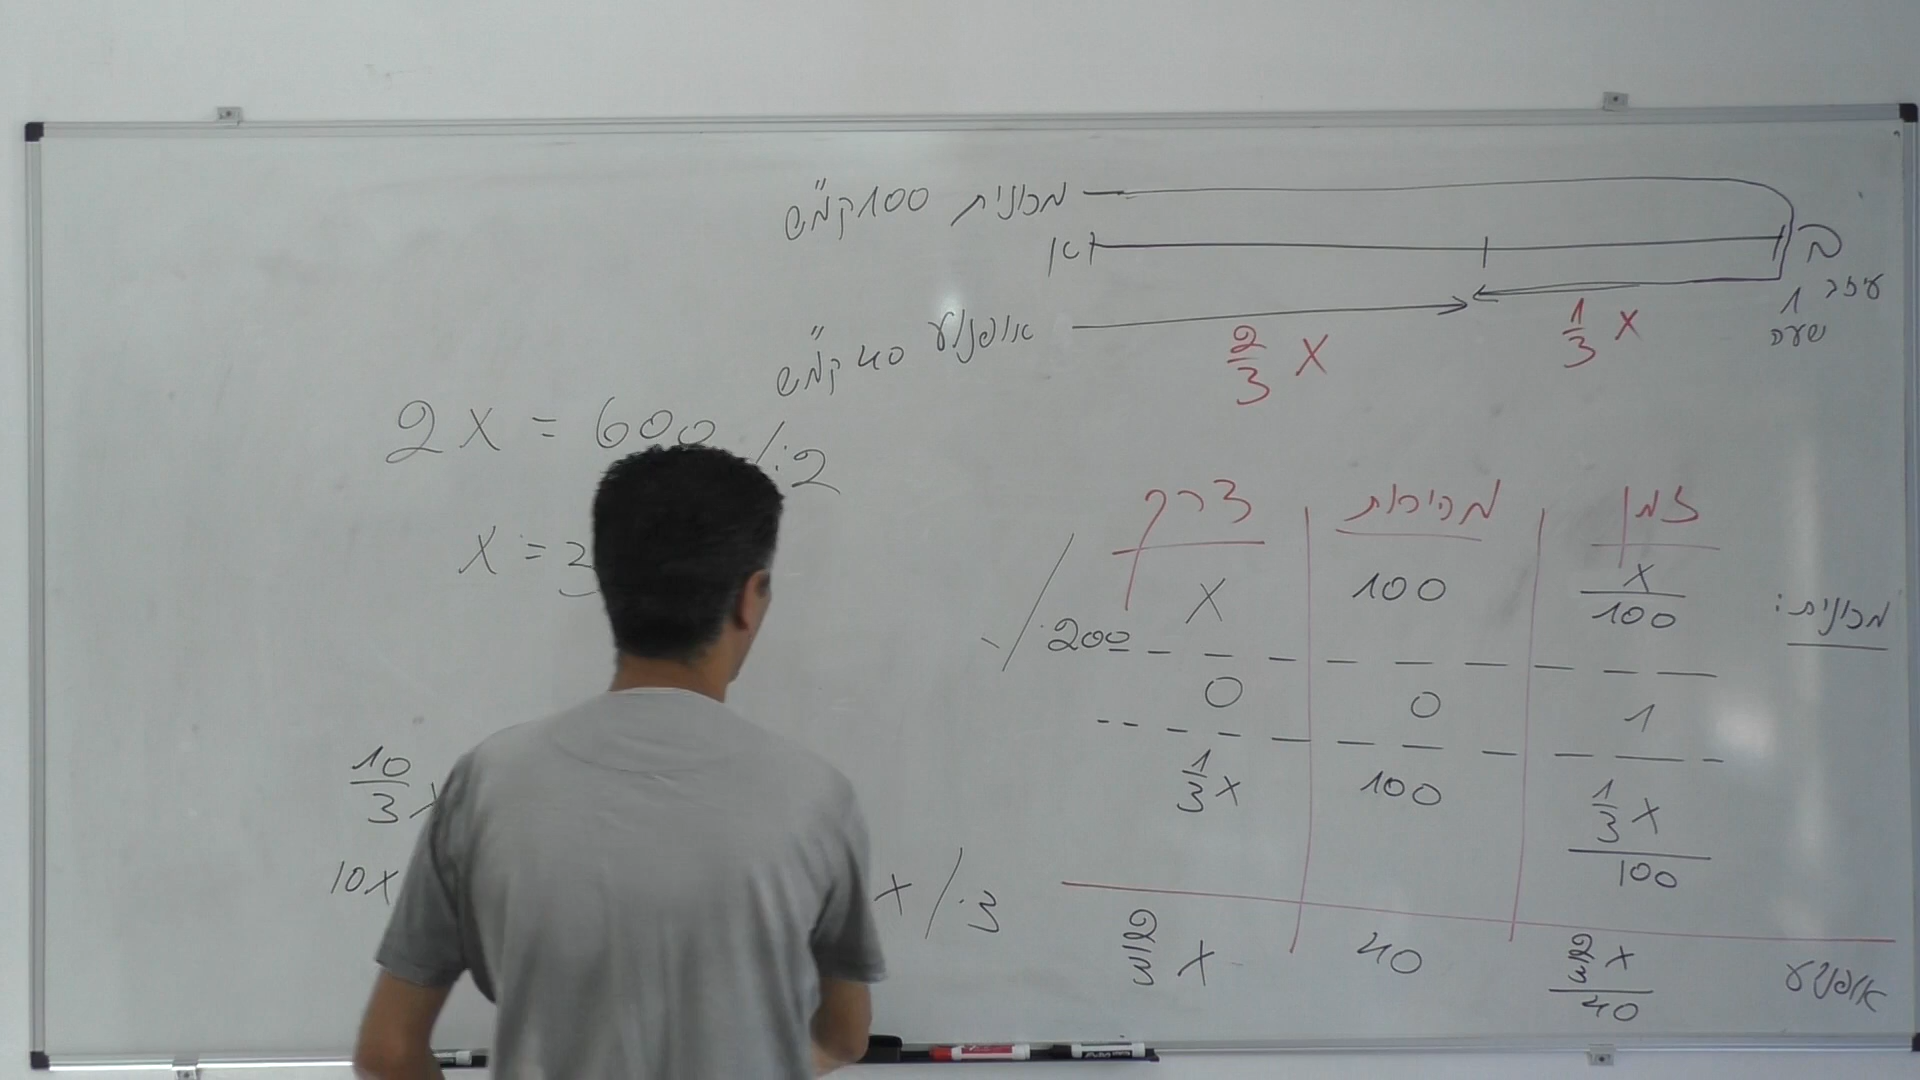 מכונית 100 קמ"ש
א
ב
עיכב 1 שעה
אופנוע 40 קמ"ש
2/3 X
1/3 X
2X = 600 /:2
X =
זמן מהירות דרך
מכונית: X/100 100 X
/·200
1 0 0
1/3 X/100 100 1/3 X
אופנוע 2/3 X/40 40 2/3 X
10/3
10X
X /·3